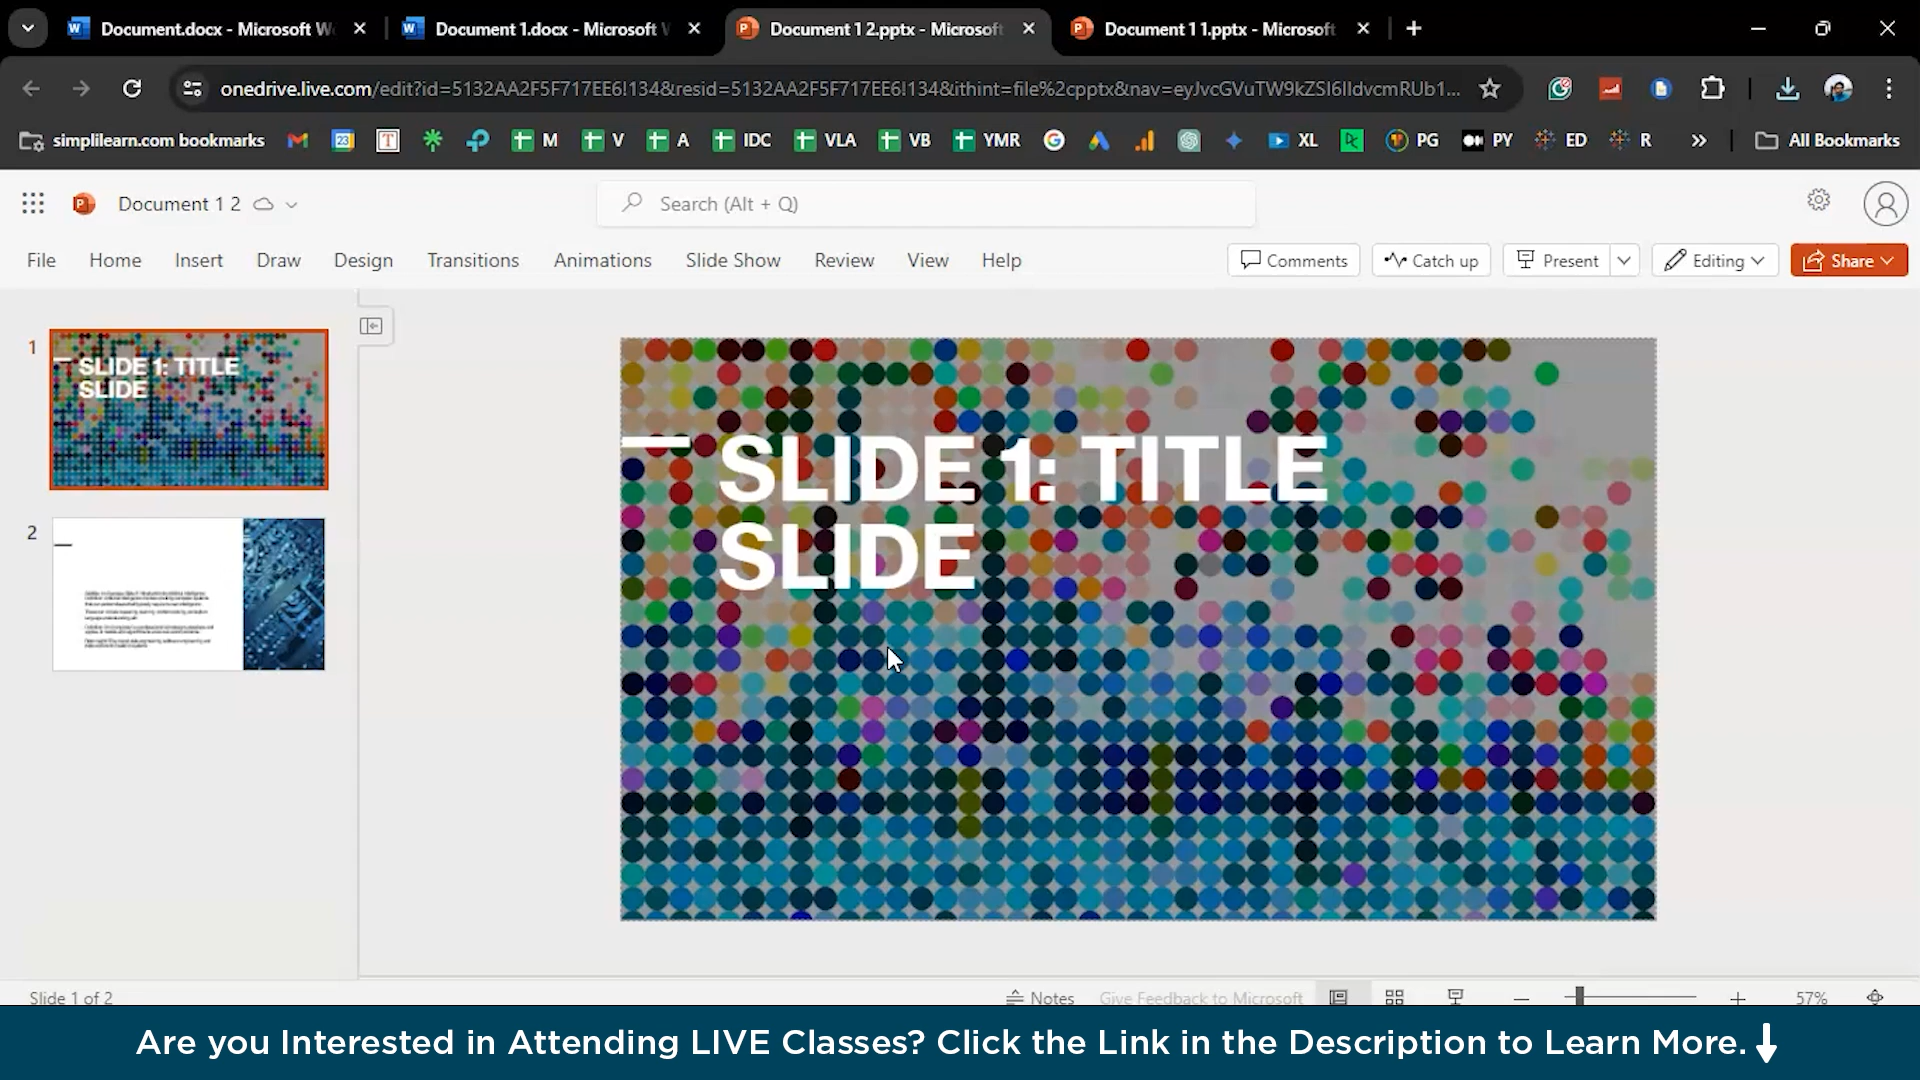 Document.docx - Microsoft W
Document 1.docx - Microsoft
Document 1 2.pptx - Microsoft
Document 1 1.pptx - Microsoft
onedrive.live.com/edit?id=5132AA2F5F717EE6!134&resid=5132AA2F5F717EE6!134&ithint=file%2cpptx&nav=eyJvcGVuTW9kZSI6IldvcmRUb1...
simplilearn.com bookmarks
23
T
M
V
A
IDC
VLA
VB
YMR
XL
PG
PY
ED
R
All Bookmarks
Document 1 2
Search (Alt + Q)
File
Home
Insert
Draw
Design
Transitions
Animations
Slide Show
Review
View
Help
Comments
Catch up
Present
Editing
Share
1
SLIDE 1: TITLE
SLIDE
2
SLIDE 1: TITLE
SLIDE
Slide 1 of 2
Notes
Give Feedback to Microsoft
57%
Are you Interested in Attending LIVE Classes? Click the Link in the Description to Learn More.